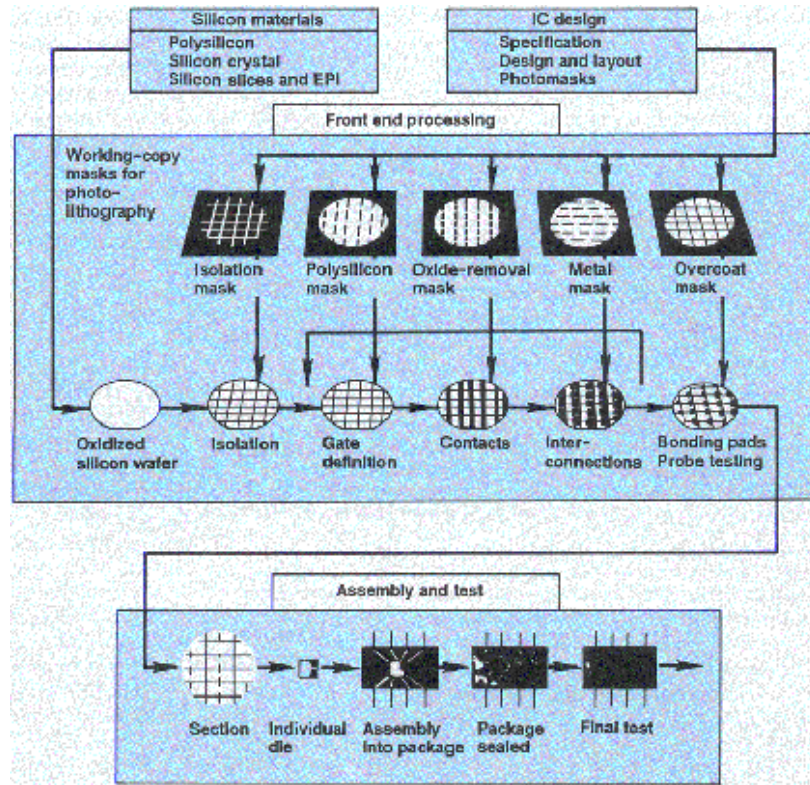 Silicon materials
Polysilicon
Silicon crystal
Silicon slices and EPI
IC design
Specification
Design and layout
Photomasks
Front end processing
Working-copy
masks for
photo-
lithography
Isolation
mask
Polysilicon
mask
Oxide-removal
mask
Metal
mask
Overcoat
mask
Oxidized
silicon wafer
Isolation
Gate
definition
Contacts
Inter-
connections
Bonding pads
Probe testing
Assembly and test
Section
Individual
die
Assembly
into package
Package
sealed
Final test